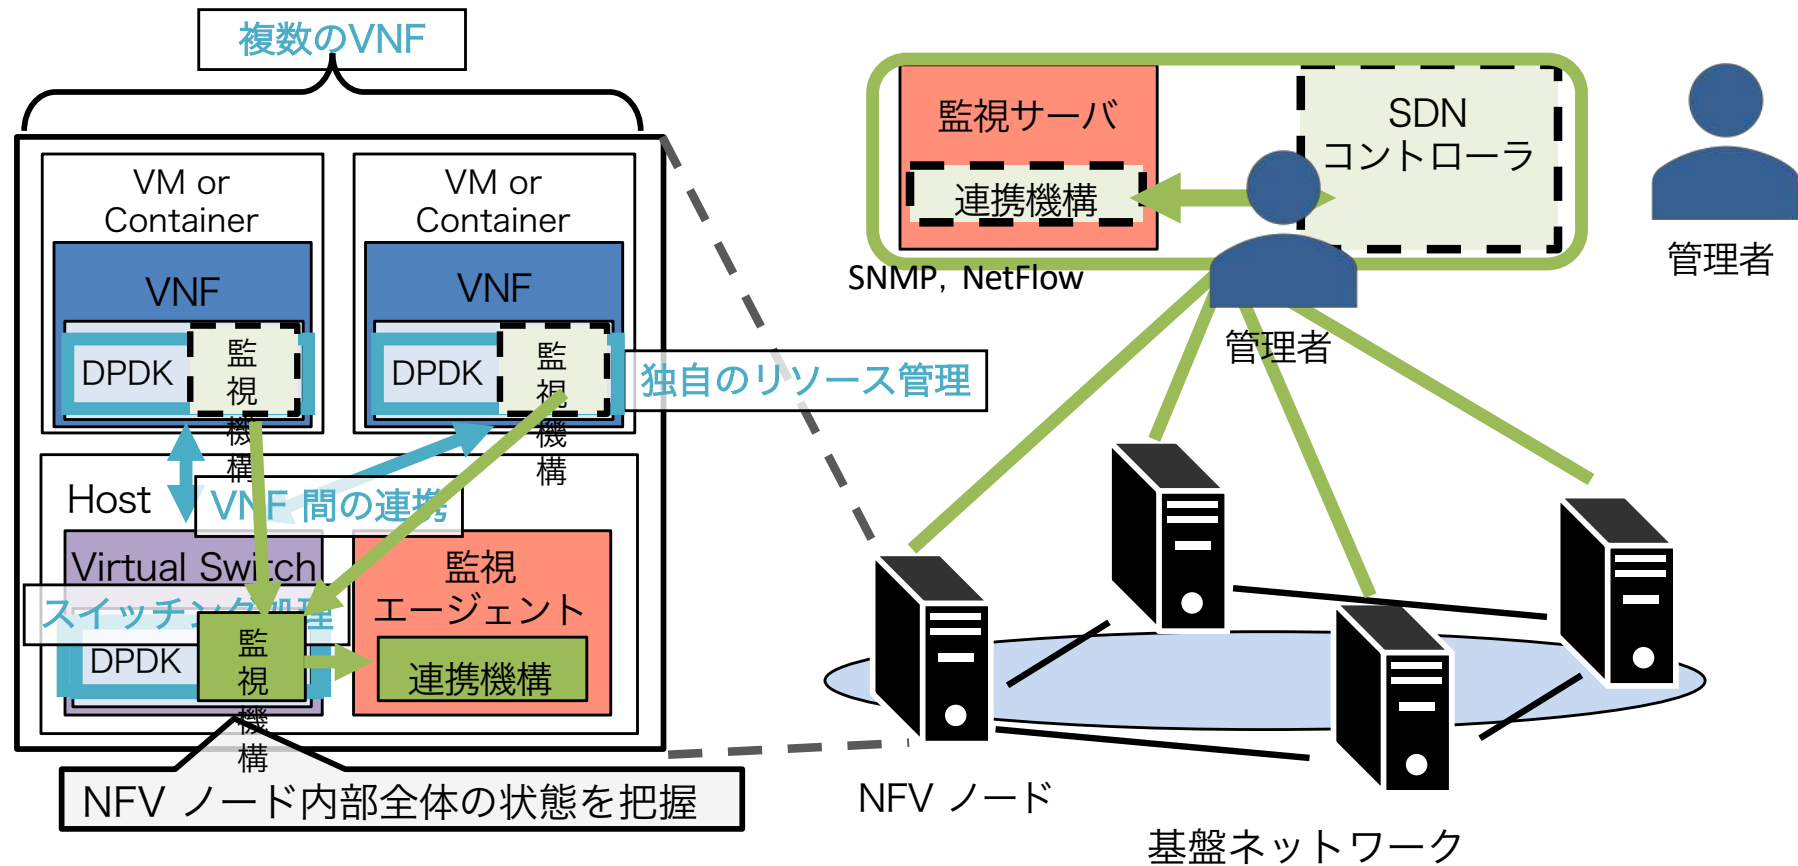 複数のVNF
VM or
Container
VNF
DPDK
監
視
機
構
VM or
Container
VNF
DPDK
監
視
機
構
独自のリソース管理
Host
VNF 間の連携
Virtual Switch
スイッチング処理
DPDK
監
視
機
構
監視
エージェント
連携機構
NFV ノード内部全体の状態を把握
監視サーバ
連携機構
SDN
コントローラ
SNMP, NetFlow
管理者
管理者
NFV ノード
基盤ネットワーク